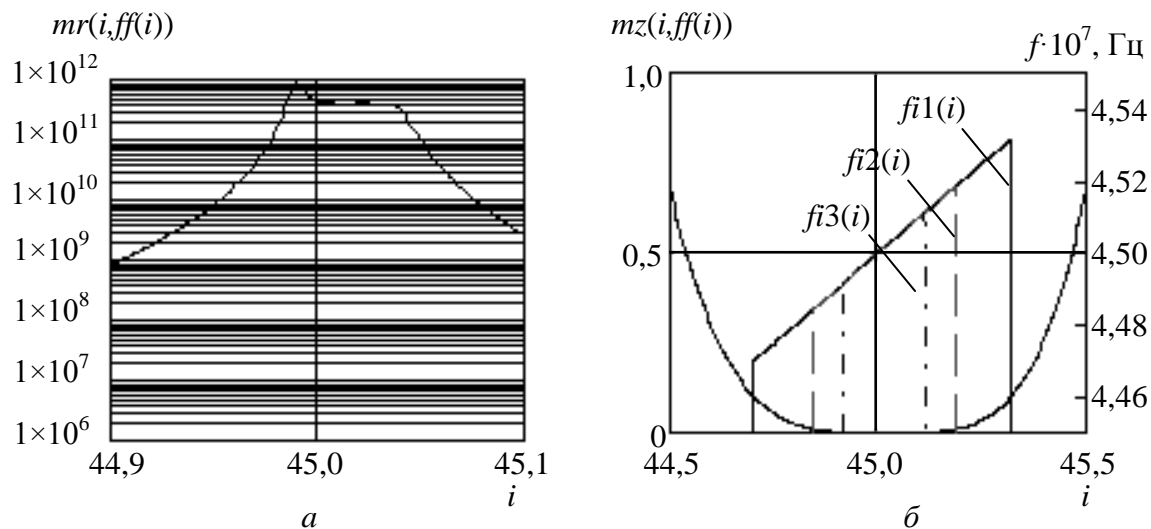 mr(i,ff(i))
1×10¹²
1×10¹¹
1×10¹⁰
1×10⁹
1×10⁸
1×10⁷
1×10⁶
44,9
45,0
45,1
i
а
mz(i,ff(i))
f·10⁷, Гц
1,0
0,5
0
4,54
4,52
4,50
4,48
4,46
fi1(i)
fi2(i)
fi3(i)
44,5
45,0
45,5
i
б